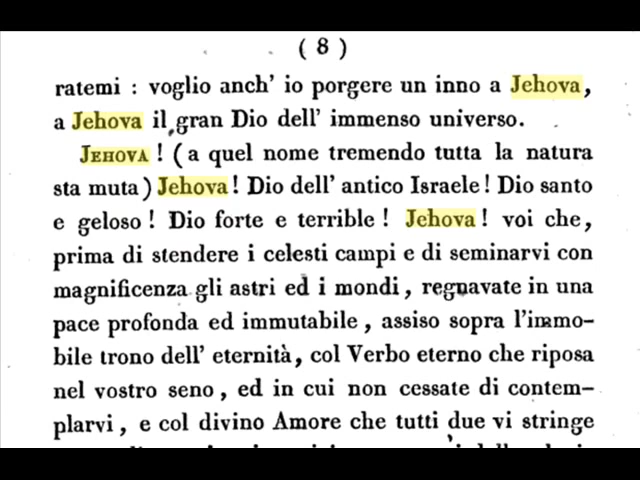 ( 8 )
ratemi : voglio anch' io porgere un inno a Jehova,
a Jehova il gran Dio dell' immenso universo.
JEHOVA ! ( a quel nome tremendo tutta la natura
sta muta ) Jehova ! Dio dell' antico Israele ! Dio santo
e geloso ! Dio forte e terrible ! Jehova ! voi che,
prima di stendere i celesti campi e di seminarvi con
magnificenza gli astri ed i mondi, regnavate in una
pace profonda ed immutabile, assiso sopra l'immo-
bile trono dell' eternità, col Verbo eterno che riposa
nel vostro seno, ed in cui non cessate di contem-
plarvi, e col divino Amore che tutti due vi stringe